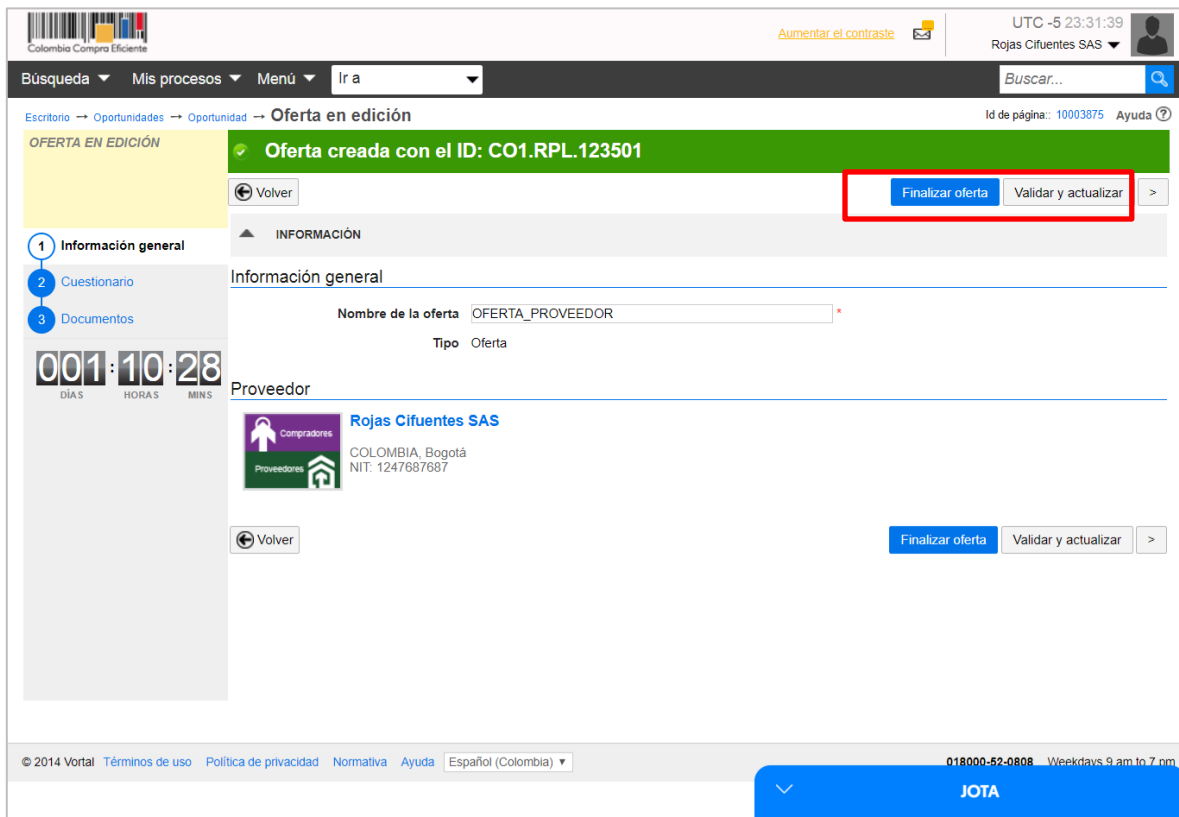 Colombia Compra Eficiente
Aumentar el contraste
UTC -5 23:31:39
Rojas Cifuentes SAS
Búsqueda Mis procesos Menú Ir a Buscar...
Escritorio → Oportunidades → Oportunidad → Oferta en edición Id de página:: 10003875 Ayuda ?
OFERTA EN EDICIÓN
Oferta creada con el ID: CO1.RPL.123501
Volver Finalizar oferta Validar y actualizar >
INFORMACIÓN
1 Información general
2 Cuestionario
3 Documentos
001:10:28
DÍAS HORAS MINS
Información general
Nombre de la oferta OFERTA_PROVEEDOR *
Tipo Oferta
Proveedor
Compradores
Proveedores
Rojas Cifuentes SAS
COLOMBIA, Bogotá
NIT: 1247687687
Volver Finalizar oferta Validar y actualizar >
© 2014 Vortal Términos de uso Política de privacidad Normativa Ayuda Español (Colombia) 018000-52-0808 Weekdays 9 am to 7 pm
JOTA